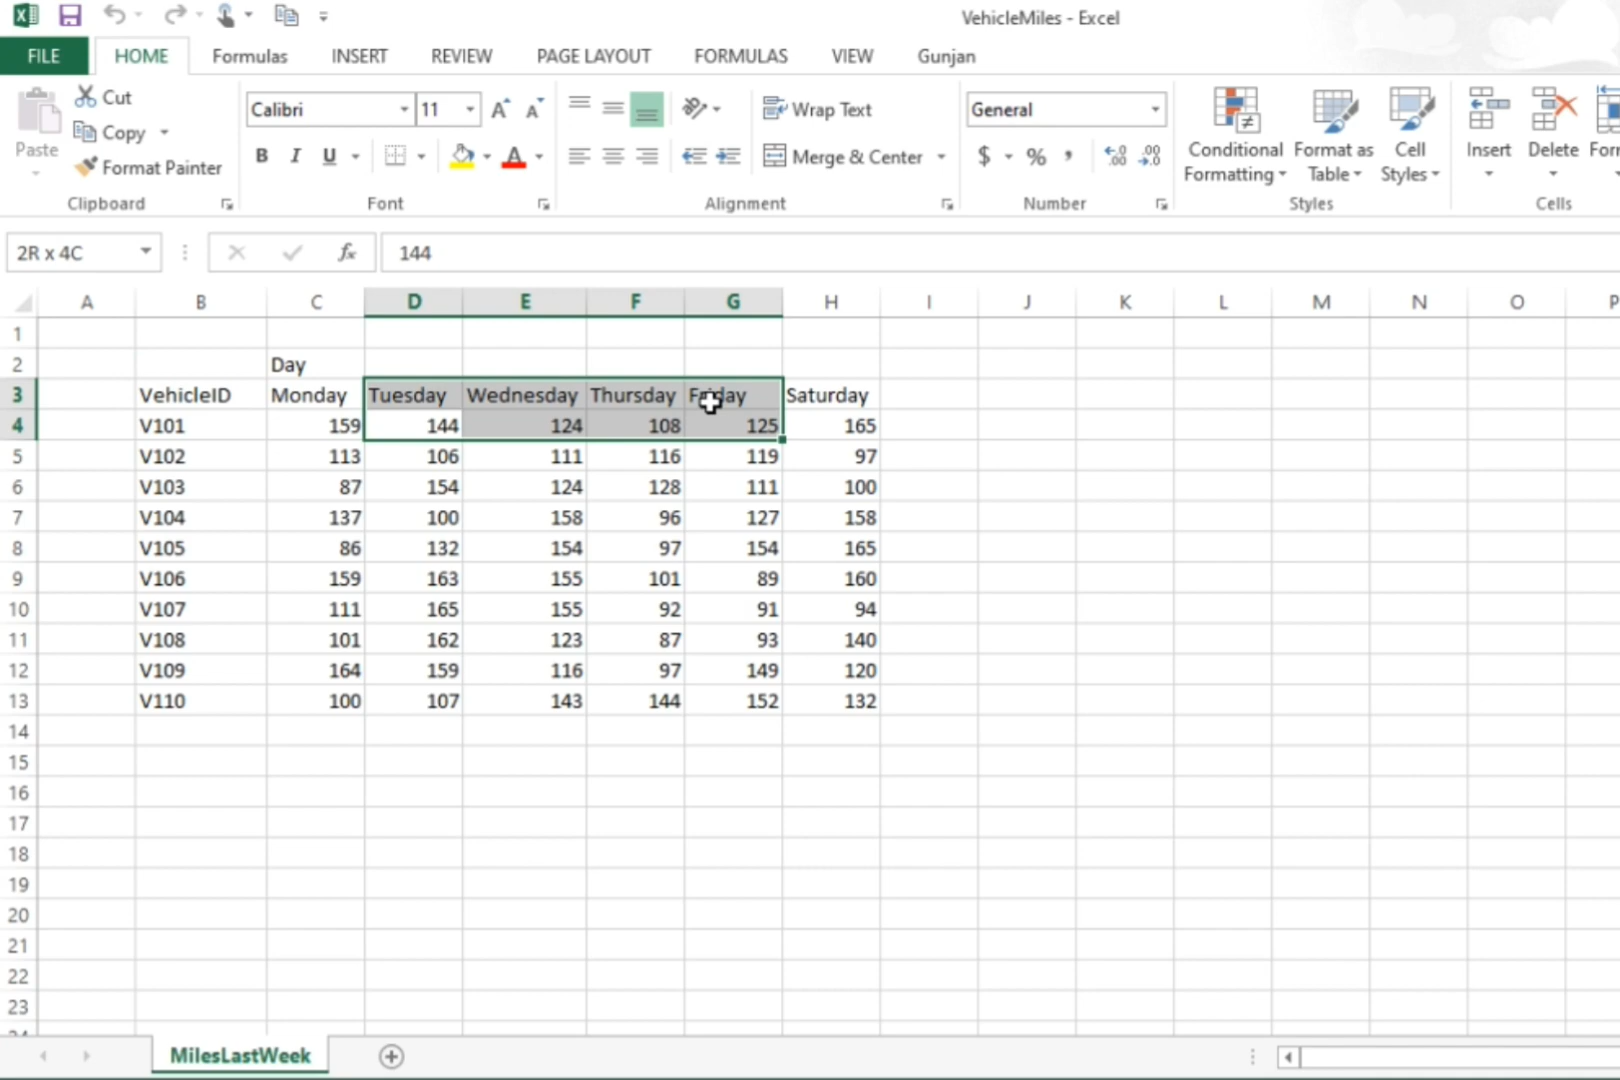 VehicleMiles - Excel
FILE HOME Formulas INSERT REVIEW PAGE LAYOUT FORMULAS VIEW Gunjan
Cut
Copy
Format Painter
Paste
Clipboard
Calibri 11
A A
B I U A
Font
Wrap Text
Merge & Center
Alignment
General
$ % ,
Number
Conditional Formatting
Format as Table
Cell Styles
Styles
Insert Delete
Cells
2R x 4C fx 144
A B C D E F G H I J K L M N O P
1
2 Day
3 VehicleID Monday Tuesday Wednesday Thursday Friday Saturday
4 V101 159 144 124 108 125 165
5 V102 113 106 111 116 119 97
6 V103 87 154 124 128 111 100
7 V104 137 100 158 96 127 158
8 V105 86 132 154 97 154 165
9 V106 159 163 155 101 89 160
10 V107 111 165 155 92 91 94
11 V108 101 162 123 87 93 140
12 V109 164 159 116 97 149 120
13 V110 100 107 143 144 152 132
14
15
16
17
18
19
20
21
22
23
MilesLastWeek